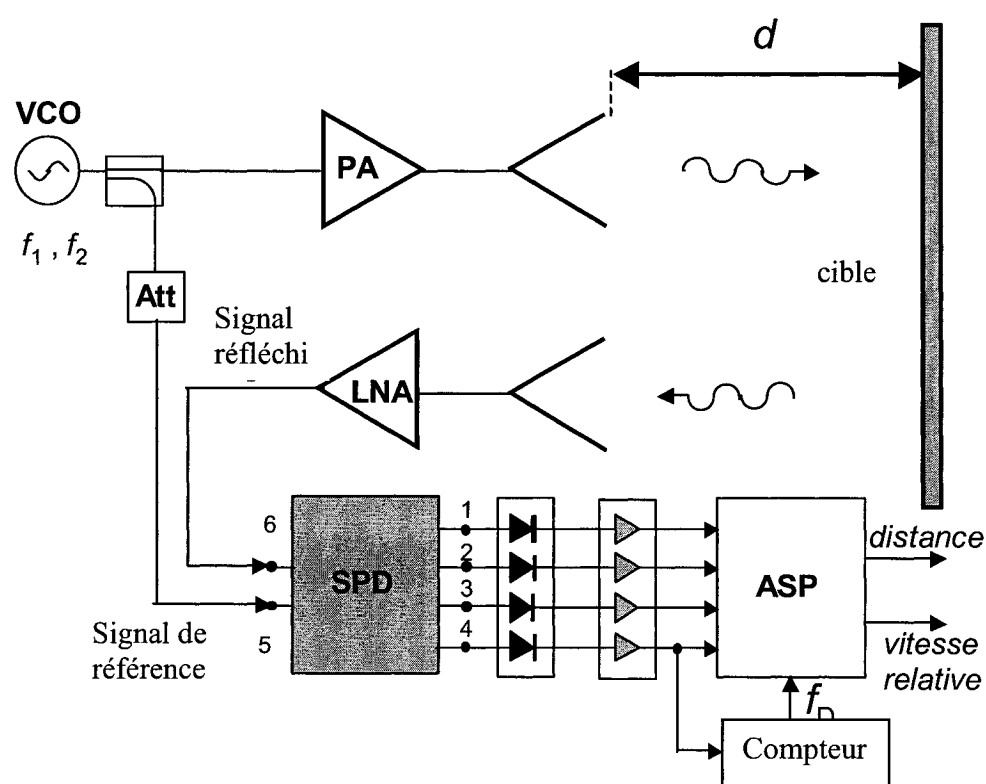 d
VCO
PA
f1 , f2
cible
Att
Signal
réfléchi
LNA
6
1
2
SPD
3
5
4
Signal de
référence
ASP
distance
vitesse
relative
fD
Compteur